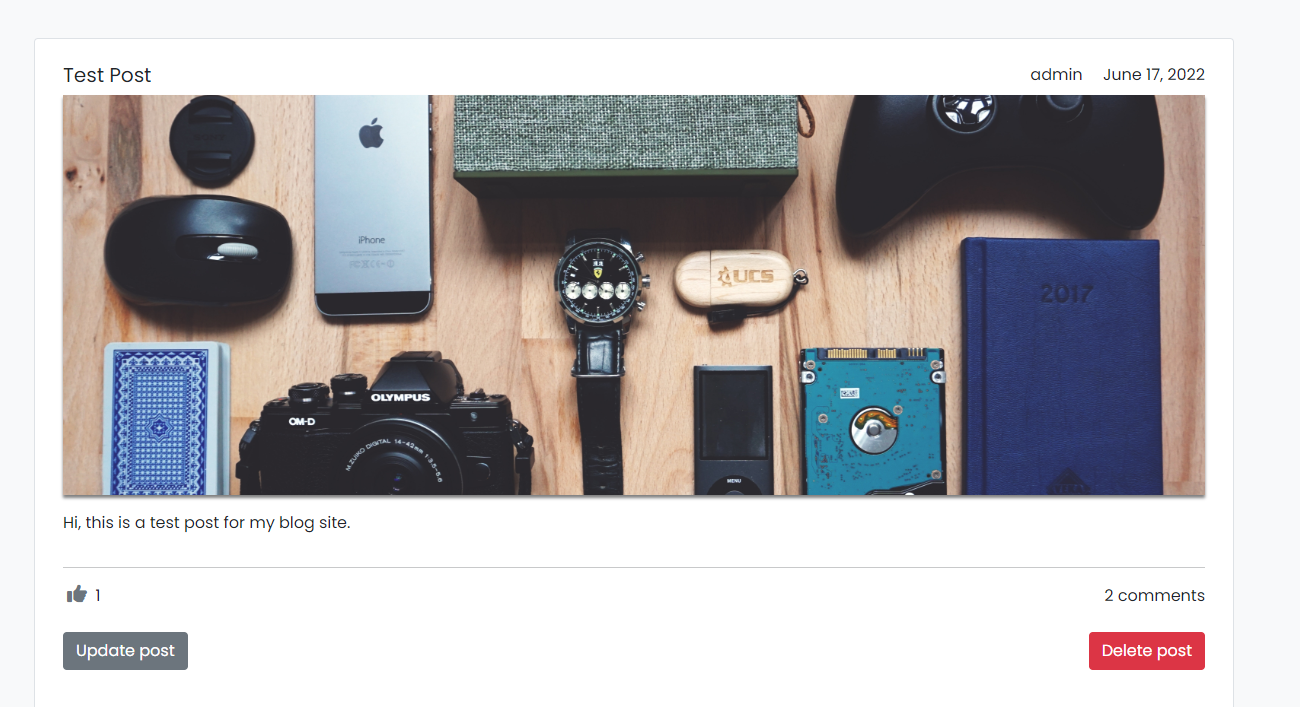 Test Post
admin June 17, 2022
iPhone
UCS
2017
OLYMPUS
OM-D
M.ZUIKO DIGITAL 14-42mm 1:3.5-5.6
MENU
Hi, this is a test post for my blog site.
1
2 comments
Update post
Delete post